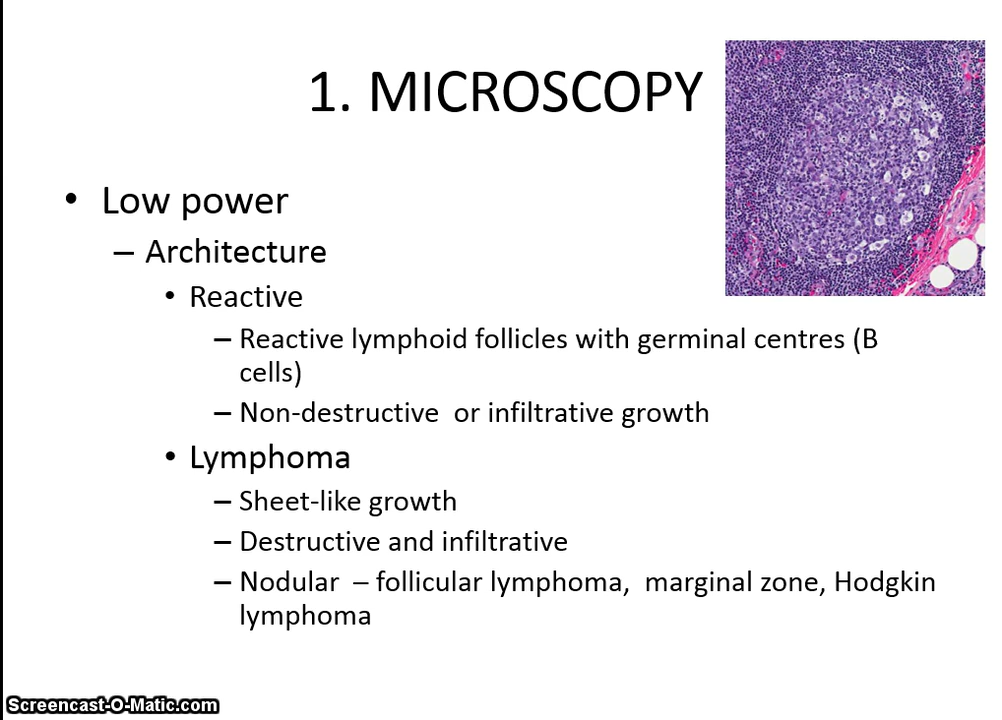 1. MICROSCOPY
• Low power
– Architecture
• Reactive
– Reactive lymphoid follicles with germinal centres (B
cells)
– Non-destructive  or infiltrative growth
• Lymphoma
– Sheet-like growth
– Destructive and infiltrative
– Nodular  – follicular lymphoma,  marginal zone, Hodgkin
lymphoma
Screencast-O-Matic.com